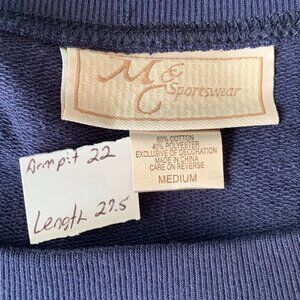 M&C Sportswear
60% COTTON
40% POLYESTER
EXCLUSIVE OF DECORATION
MADE IN CHINA
CARE ON REVERSE
MEDIUM
Armpit 22
Length 27.5